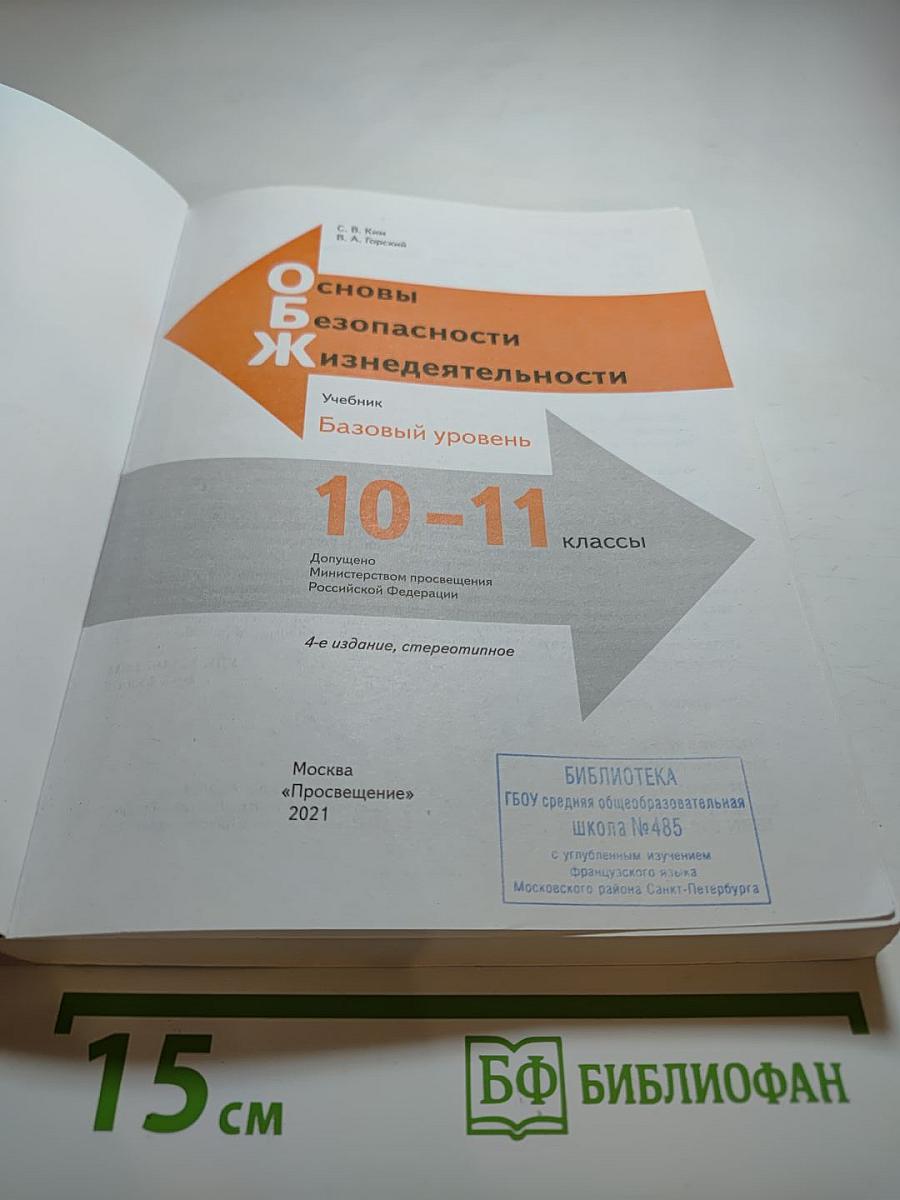 С. В. Ким
В. А. Горский
Основы
Безопасности
Жизнедеятельности
Учебник
Базовый уровень
10–11 классы
Допущено
Министерством просвещения
Российской Федерации
4-е издание, стереотипное
Москва
«Просвещение»
2021
БИБЛИОТЕКА
ГБОУ средняя общеобразовательная
школа №485
с углубленным изучением
французского языка
Московского района Санкт-Петербурга
15 см
БФ БИБЛИОФАН